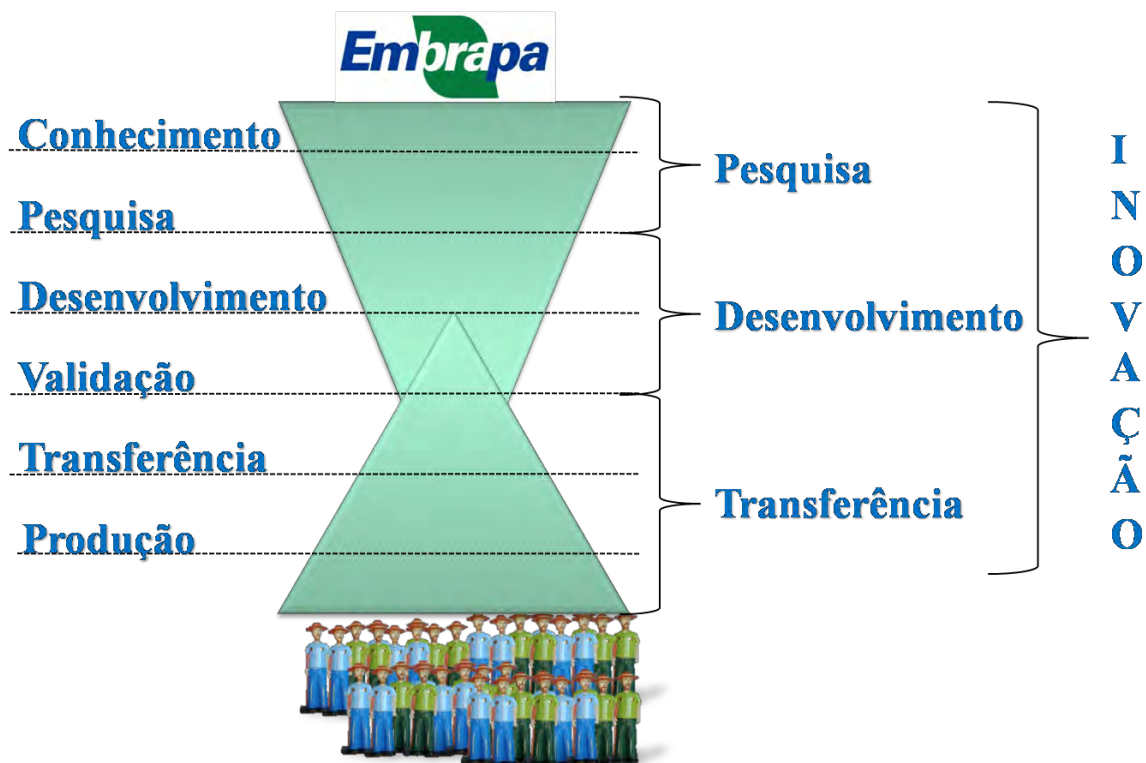 Embrapa
Conhecimento
Pesquisa
Desenvolvimento
Validação
Transferência
Produção
Pesquisa
Desenvolvimento
Transferência
I
N
O
V
A
Ç
Ã
O